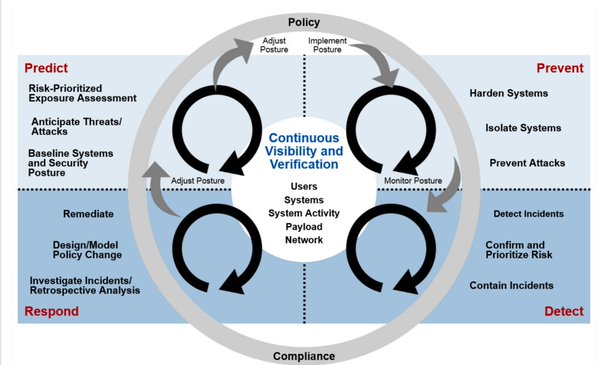 Policy
Adjust
Posture
Implement
Posture
Predict
Prevent
Risk-Prioritized
Exposure Assessment
Anticipate Threats/
Attacks
Baseline Systems
and Security
Posture
Harden Systems
Isolate Systems
Prevent Attacks
Continuous
Visibility and
Verification
Users
Systems
System Activity
Payload
Network
Adjust Posture
Monitor Posture
Remediate
Design/Model
Policy Change
Investigate Incidents/
Retrospective Analysis
Detect Incidents
Confirm and
Prioritize Risk
Contain Incidents
Respond
Detect
Compliance